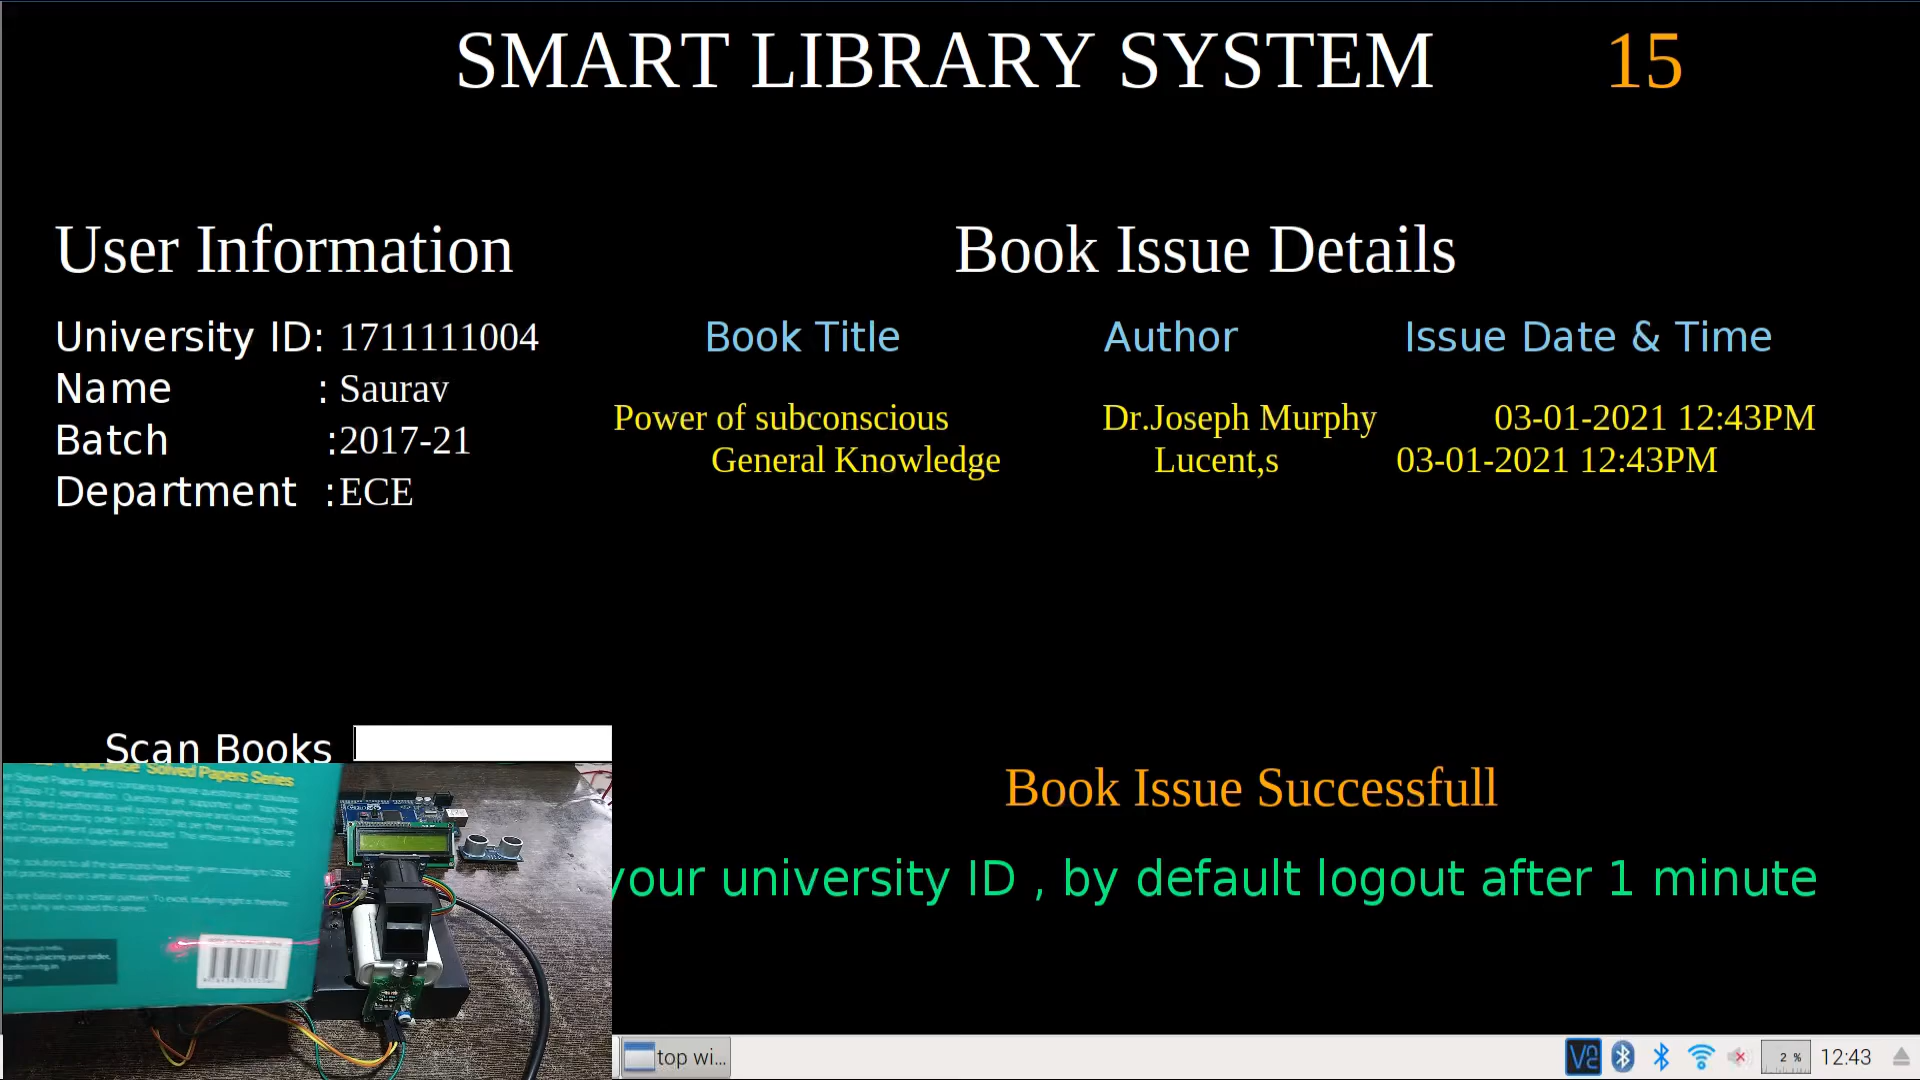 SMART LIBRARY SYSTEM 15
User Information
Book Issue Details
University ID: 1711111004
Name : Saurav
Batch :2017-21
Department :ECE
Book Title Author Issue Date & Time
Power of subconscious Dr.Joseph Murphy 03-01-2021 12:43PM
General Knowledge Lucent,s 03-01-2021 12:43PM
Scan Books
Solved Papers Series
Book Issue Successfull
your university ID , by default logout after 1 minute
top wi...
V2
2 %
12:43